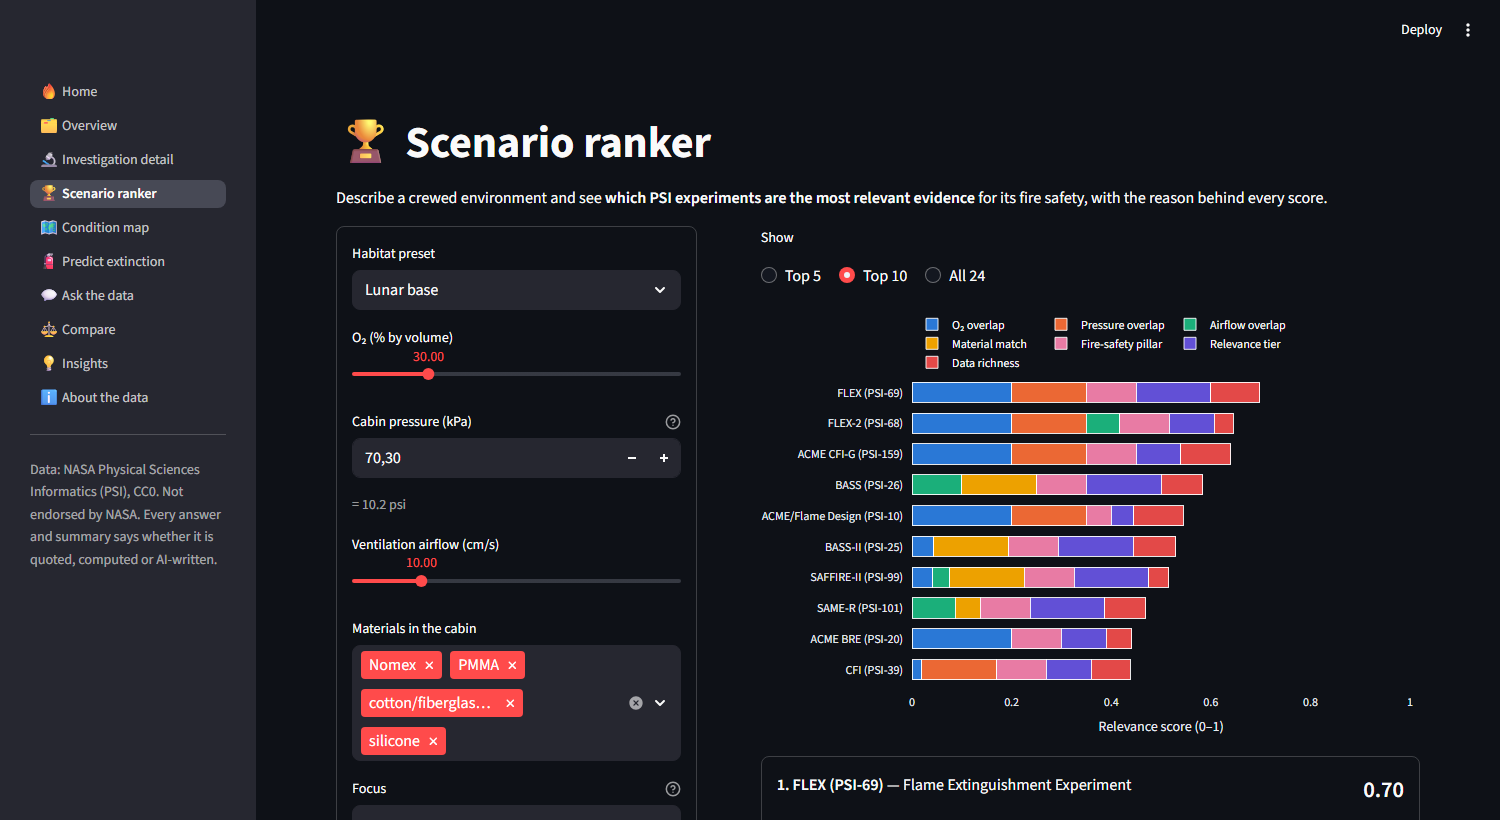 Deploy
Home
Overview
Investigation detail
Scenario ranker
Condition map
Predict extinction
Ask the data
Compare
Insights
About the data
Data: NASA Physical Sciences
Informatics (PSI), CC0. Not
endorsed by NASA. Every answer
and summary says whether it is
quoted, computed or AI-written.
Scenario ranker
Describe a crewed environment and see which PSI experiments are the most relevant evidence for its fire safety, with the reason behind every score.
Habitat preset
Lunar base
O₂ (% by volume)
30.00
Cabin pressure (kPa)
70,30
= 10.2 psi
Ventilation airflow (cm/s)
10.00
Materials in the cabin
Nomex PMMA
cotton/fiberglas...
silicone
Focus
Show
Top 5 Top 10 All 24
O₂ overlap Pressure overlap Airflow overlap
Material match Fire-safety pillar Relevance tier
Data richness
FLEX (PSI-69)
FLEX-2 (PSI-68)
ACME CFI-G (PSI-159)
BASS (PSI-26)
ACME/Flame Design (PSI-10)
BASS-II (PSI-25)
SAFFIRE-II (PSI-99)
SAME-R (PSI-101)
ACME BRE (PSI-20)
CFI (PSI-39)
0 0.2 0.4 0.6 0.8 1
Relevance score (0–1)
1. FLEX (PSI-69) — Flame Extinguishment Experiment 0.70